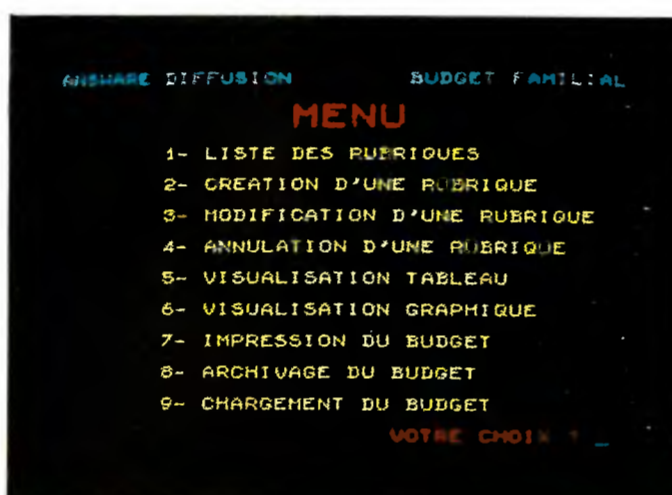 ANSWARE DIFFUSION BUDGET FAMILIAL
MENU
1- LISTE DES RUBRIQUES
2- CREATION D'UNE RUBRIQUE
3- MODIFICATION D'UNE RUBRIQUE
4- ANNULATION D'UNE RUBRIQUE
5- VISUALISATION TABLEAU
6- VISUALISATION GRAPHIQUE
7- IMPRESSION DU BUDGET
8- ARCHIVAGE DU BUDGET
9- CHARGEMENT DU BUDGET
VOTRE CHOIX ? _